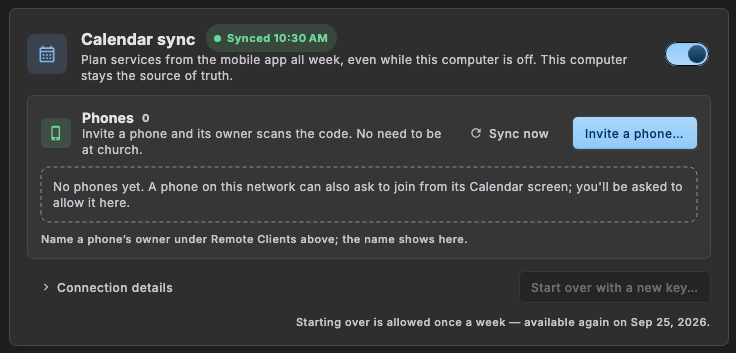 Calendar sync
Synced 10:30 AM
Plan services from the mobile app all week, even while this computer is off. This computer
stays the source of truth.
Phones 0
Invite a phone and its owner scans the code. No need to be
at church.
Sync now
Invite a phone...
No phones yet. A phone on this network can also ask to join from its Calendar screen; you'll be asked to
allow it here.
Name a phone's owner under Remote Clients above; the name shows here.
Connection details
Start over with a new key...
Starting over is allowed once a week — available again on Sep 25, 2026.